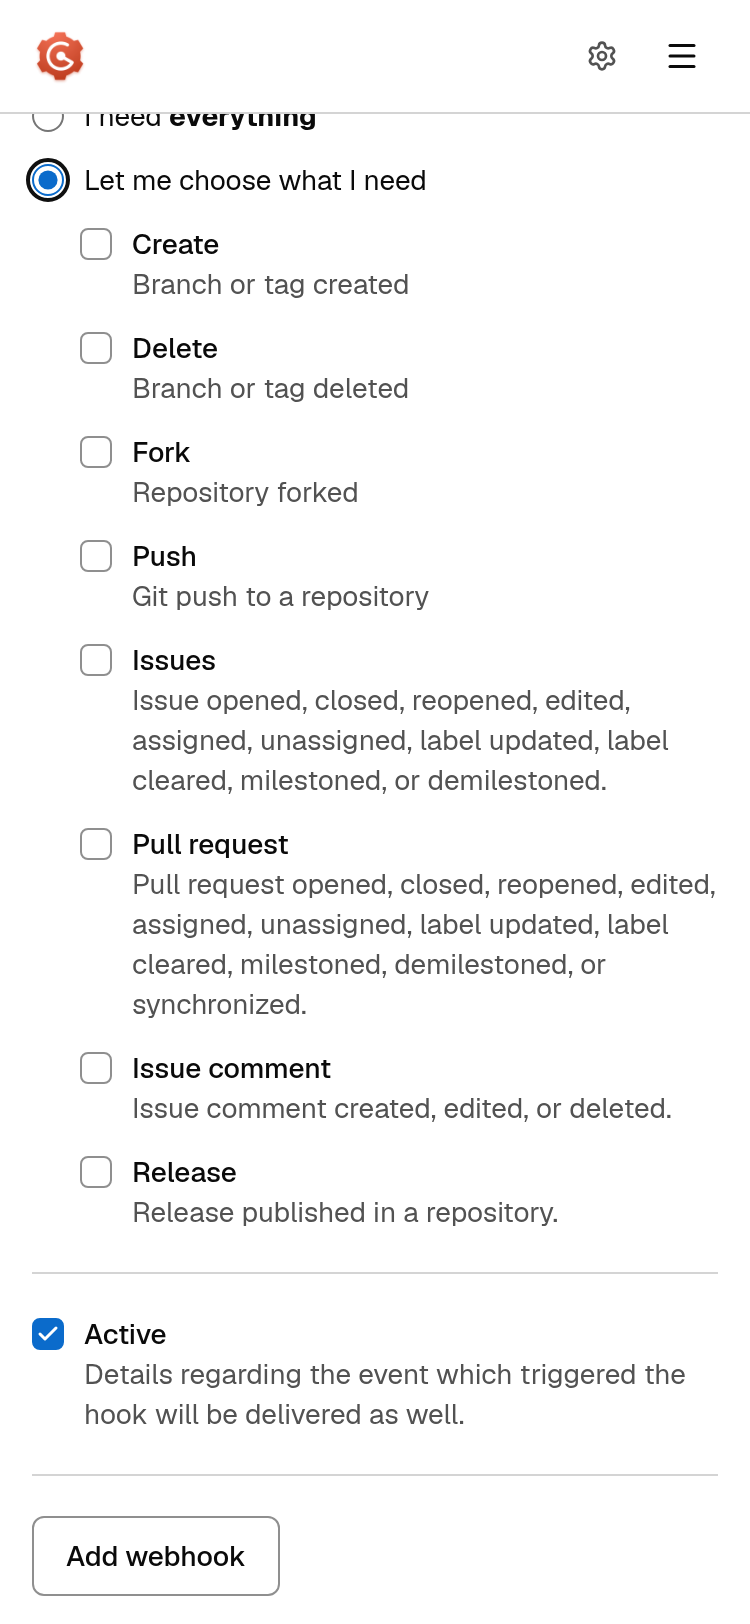 I need everything
Let me choose what I need
Create
Branch or tag created
Delete
Branch or tag deleted
Fork
Repository forked
Push
Git push to a repository
Issues
Issue opened, closed, reopened, edited,
assigned, unassigned, label updated, label
cleared, milestoned, or demilestoned.
Pull request
Pull request opened, closed, reopened, edited,
assigned, unassigned, label updated, label
cleared, milestoned, demilestoned, or
synchronized.
Issue comment
Issue comment created, edited, or deleted.
Release
Release published in a repository.
Active
Details regarding the event which triggered the
hook will be delivered as well.
Add webhook